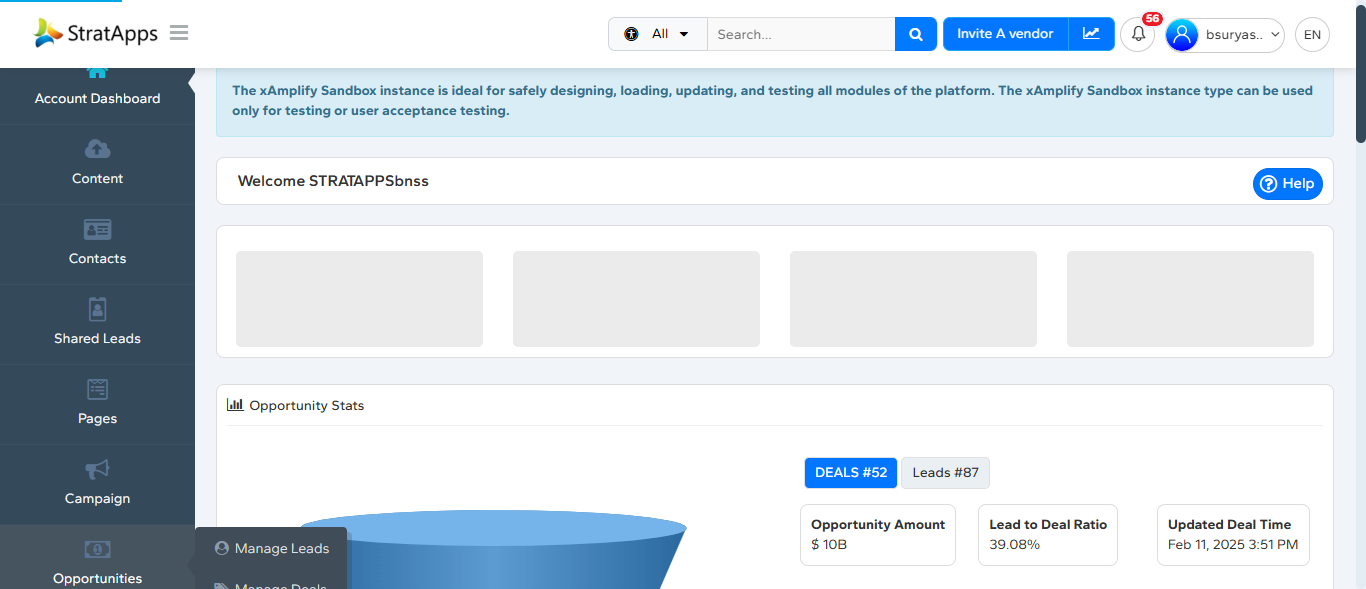 StratApps
All
Search...
Invite A vendor
56
bsuryas..
EN
Account Dashboard
Content
Contacts
Shared Leads
Pages
Campaign
Opportunities
Manage Leads
Manage Deals
The xAmplify Sandbox instance is ideal for safely designing, loading, updating, and testing all modules of the platform. The xAmplify Sandbox instance type can be used
only for testing or user acceptance testing.
Welcome STRATAPPSbnss
Help
Opportunity Stats
DEALS #52
Leads #87
Opportunity Amount
$ 10B
Lead to Deal Ratio
39.08%
Updated Deal Time
Feb 11, 2025 3:51 PM